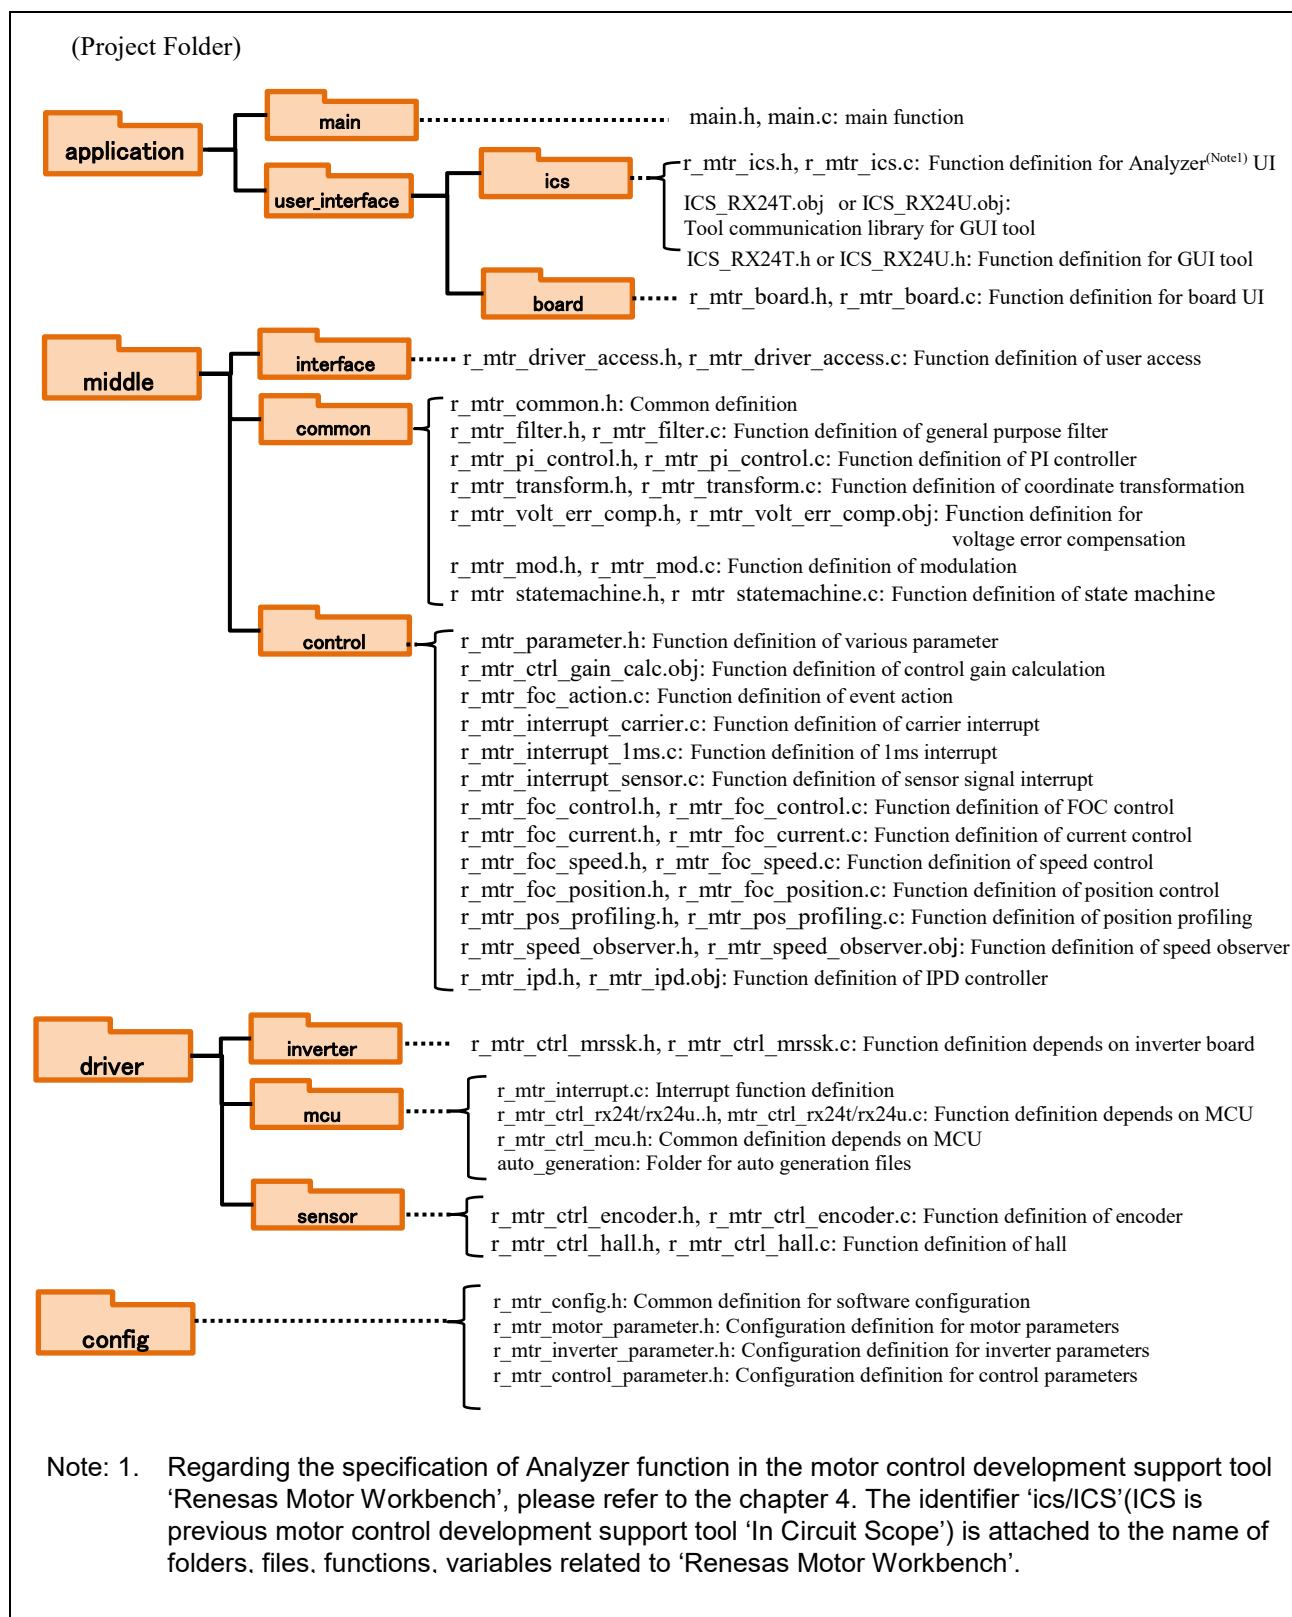 (Project Folder)
main
main.h, main.c: main function
application
ics
r_mtr_ics.h, r_mtr_ics.c: Function definition for Analyzer(Note1) UI
user_interface
ICS_RX24T.obj or ICS_RX24U.obj:
Tool communication library for GUI tool
ICS_RX24T.h or ICS_RX24U.h: Function definition for GUI tool
board
r_mtr_board.h, r_mtr_board.c: Function definition for board UI
middle
interface
r_mtr_driver_access.h, r_mtr_driver_access.c: Function definition of user access
common
r_mtr_common.h: Common definition
r_mtr_filter.h, r_mtr_filter.c: Function definition of general purpose filter
r_mtr_pi_control.h, r_mtr_pi_control.c: Function definition of PI controller
r_mtr_transform.h, r_mtr_transform.c: Function definition of coordinate transformation
r_mtr_volt_err_comp.h, r_mtr_volt_err_comp.obj: Function definition for
voltage error compensation
r_mtr_mod.h, r_mtr_mod.c: Function definition of modulation
r_mtr_statemachine.h, r_mtr_statemachine.c: Function definition of state machine
control
r_mtr_parameter.h: Function definition of various parameter
r_mtr_ctrl_gain_calc.obj: Function definition of control gain calculation
r_mtr_foc_action.c: Function definition of event action
r_mtr_interrupt_carrier.c: Function definition of carrier interrupt
r_mtr_interrupt_1ms.c: Function definition of 1ms interrupt
r_mtr_interrupt_sensor.c: Function definition of sensor signal interrupt
r_mtr_foc_control.h, r_mtr_foc_control.c: Function definition of FOC control
r_mtr_foc_current.h, r_mtr_foc_current.c: Function definition of current control
r_mtr_foc_speed.h, r_mtr_foc_speed.c: Function definition of speed control
r_mtr_foc_position.h, r_mtr_foc_position.c: Function definition of position control
r_mtr_pos_profiling.h, r_mtr_pos_profiling.c: Function definition of position profiling
r_mtr_speed_observer.h, r_mtr_speed_observer.obj: Function definition of speed observer
r_mtr_ipd.h, r_mtr_ipd.obj: Function definition of IPD controller
driver
inverter
r_mtr_ctrl_mrssk.h, r_mtr_ctrl_mrssk.c: Function definition depends on inverter board
mcu
r_mtr_interrupt.c: Interrupt function definition
r_mtr_ctrl_rx24t/rx24u..h, mtr_ctrl_rx24t/rx24u.c: Function definition depends on MCU
r_mtr_ctrl_mcu.h: Common definition depends on MCU
auto_generation: Folder for auto generation files
sensor
r_mtr_ctrl_encoder.h, r_mtr_ctrl_encoder.c: Function definition of encoder
r_mtr_ctrl_hall.h, r_mtr_ctrl_hall.c: Function definition of hall
config
r_mtr_config.h: Common definition for software configuration
r_mtr_motor_parameter.h: Configuration definition for motor parameters
r_mtr_inverter_parameter.h: Configuration definition for inverter parameters
r_mtr_control_parameter.h: Configuration definition for control parameters
Note: 1. Regarding the specification of Analyzer function in the motor control development support tool
‘Renesas Motor Workbench’, please refer to the chapter 4. The identifier ‘ics/ICS’(ICS is
previous motor control development support tool ‘In Circuit Scope’) is attached to the name of
folders, files, functions, variables related to ‘Renesas Motor Workbench’.